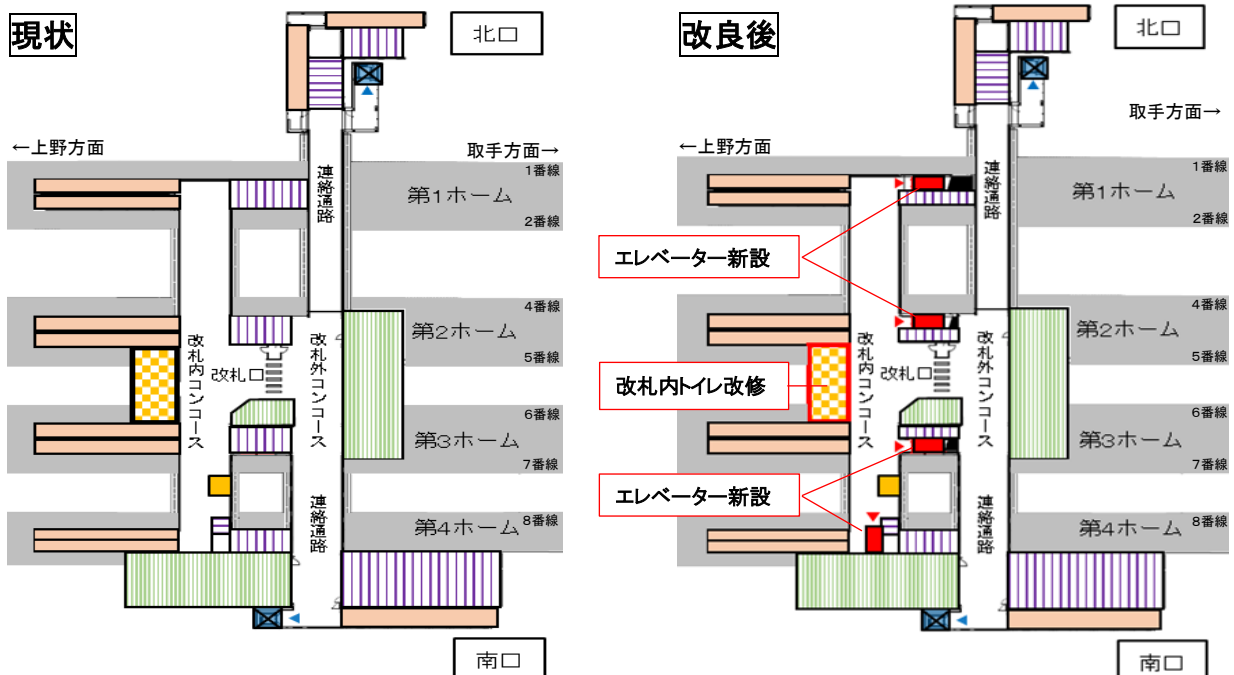 現状
北口
←上野方面
取手方面→
1番線
第1ホーム
2番線
連絡通路
4番線
第2ホーム
5番線
改札内コンコース
改札口
改札外コンコース
6番線
第3ホーム
7番線
連絡通路
8番線
第4ホーム
南口
改良後
北口
取手方面→
←上野方面
1番線
第1ホーム
2番線
連絡通路
エレベーター新設
4番線
第2ホーム
5番線
改札内コンコース
改札口
改札外コンコース
改札内トイレ改修
6番線
第3ホーム
7番線
エレベーター新設
連絡通路
8番線
第4ホーム
南口